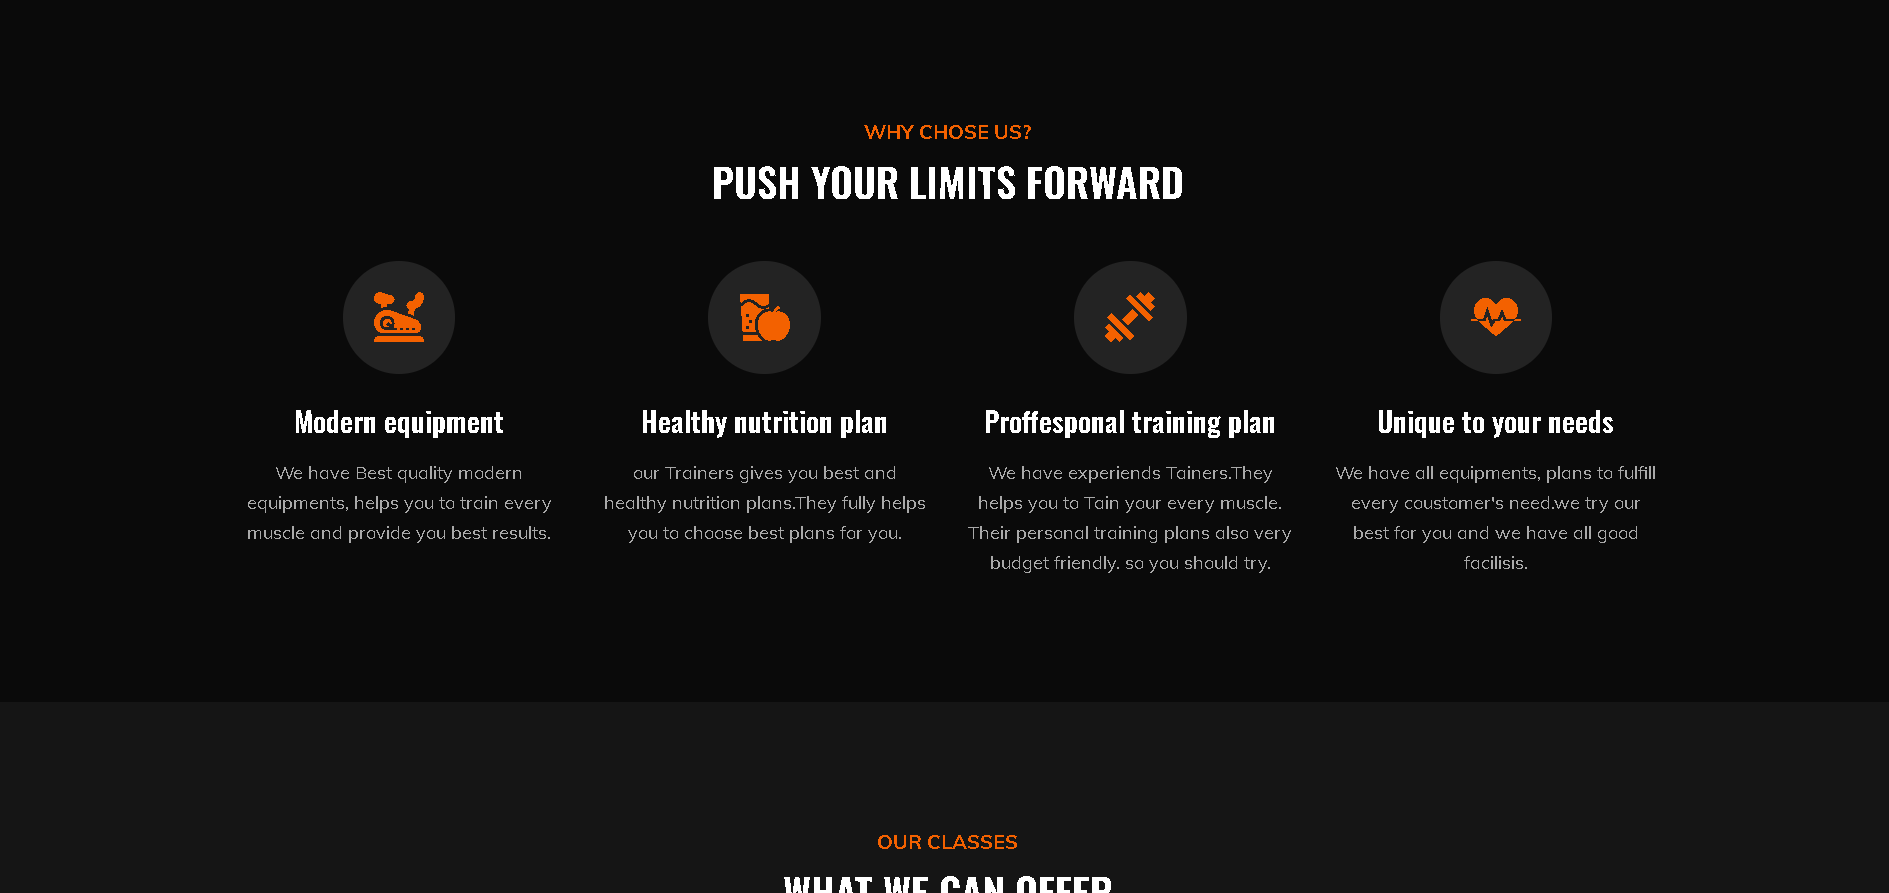 WHY CHOSE US?
PUSH YOUR LIMITS FORWARD
Modern equipment
We have Best quality modern
equipments, helps you to train every
muscle and provide you best results.
Healthy nutrition plan
our Trainers gives you best and
healthy nutrition plans.They fully helps
you to choose best plans for you.
Proffesponal training plan
We have experiends Tainers.They
helps you to Tain your every muscle.
Their personal training plans also very
budget friendly. so you should try.
Unique to your needs
We have all equipments, plans to fulfill
every coustomer's need.we try our
best for you and we have all good
facilisis.
OUR CLASSES
WHAT WE CAN OFFER